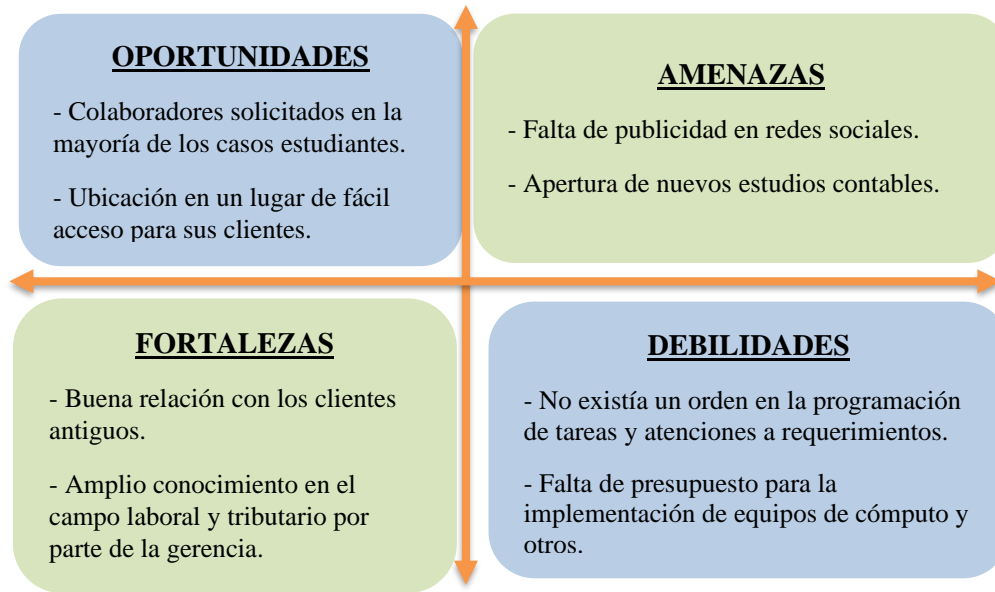 OPORTUNIDADES
- Colaboradores solicitados en la
mayoría de los casos estudiantes.
- Ubicación en un lugar de fácil
acceso para sus clientes.
AMENAZAS
- Falta de publicidad en redes sociales.
- Apertura de nuevos estudios contables.
FORTALEZAS
- Buena relación con los clientes
antiguos.
- Amplio conocimiento en el
campo laboral y tributario por
parte de la gerencia.
DEBILIDADES
- No existía un orden en la programación
de tareas y atenciones a requerimientos.
- Falta de presupuesto para la
implementación de equipos de cómputo y
otros.